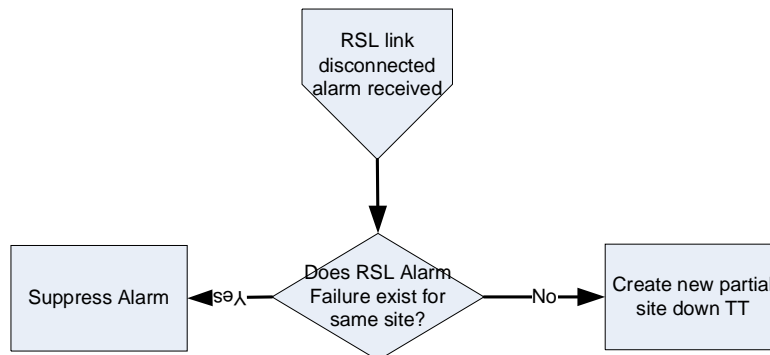 RSL link
disconnected
alarm received
Does RSL Alarm
Failure exist for
same site?
Suppress Alarm
Yes
No
Create new partial
site down TT